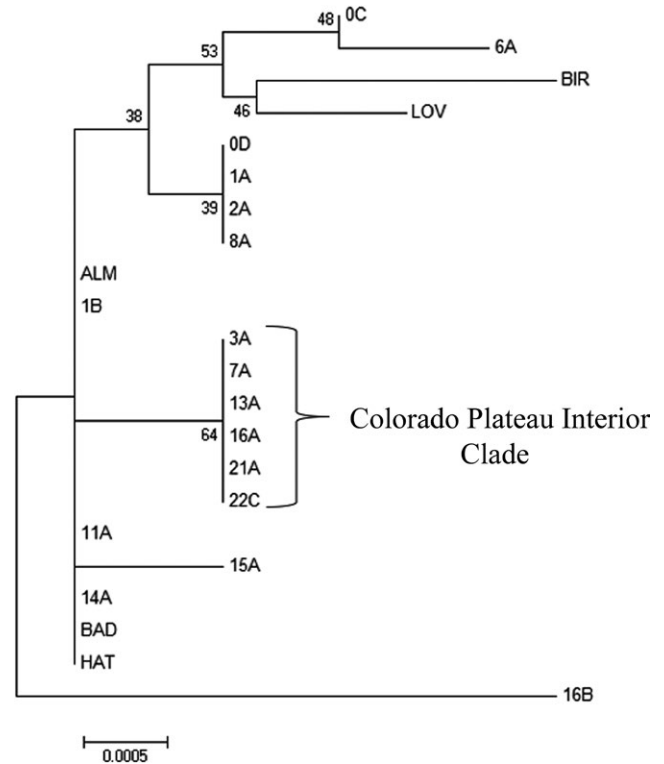 48
0C
6A
53
BIR
46
LOV
38
0D
1A
39
2A
8A
ALM
1B
3A
7A
13A
64
16A
21A
22C
Colorado Plateau Interior
Clade
11A
15A
14A
BAD
HAT
16B
0.0005